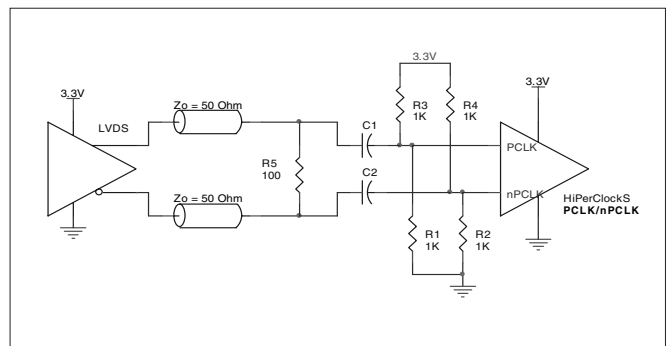 3.3V
3.3V
3.3V
Zo = 50 Ohm
LVDS
R3
1K
R4
1K
C1
PCLK
R5
100
C2
Zo = 50 Ohm
nPCLK
HiPerClockS
PCLK/nPCLK
R1
1K
R2
1K